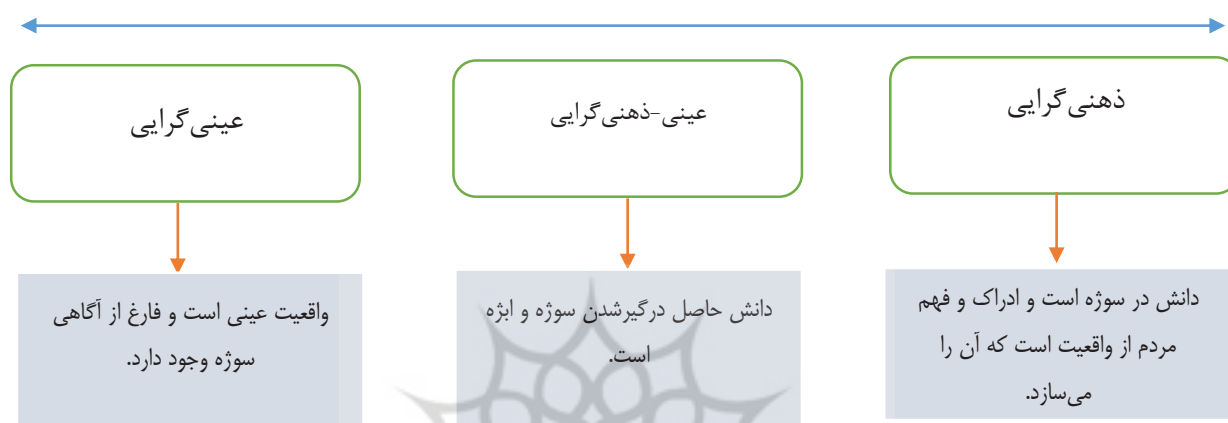 ذهنی‌گرایی
عینی-ذهنی‌گرایی
عینی‌گرایی
دانش در سوژه است و ادراک و فهم
مردم از واقعیت است که آن را
می‌سازد.
دانش حاصل درگیرشدن سوژه و ابژه
است.
واقعیت عینی است و فارغ از آگاهی
سوژه وجود دارد.